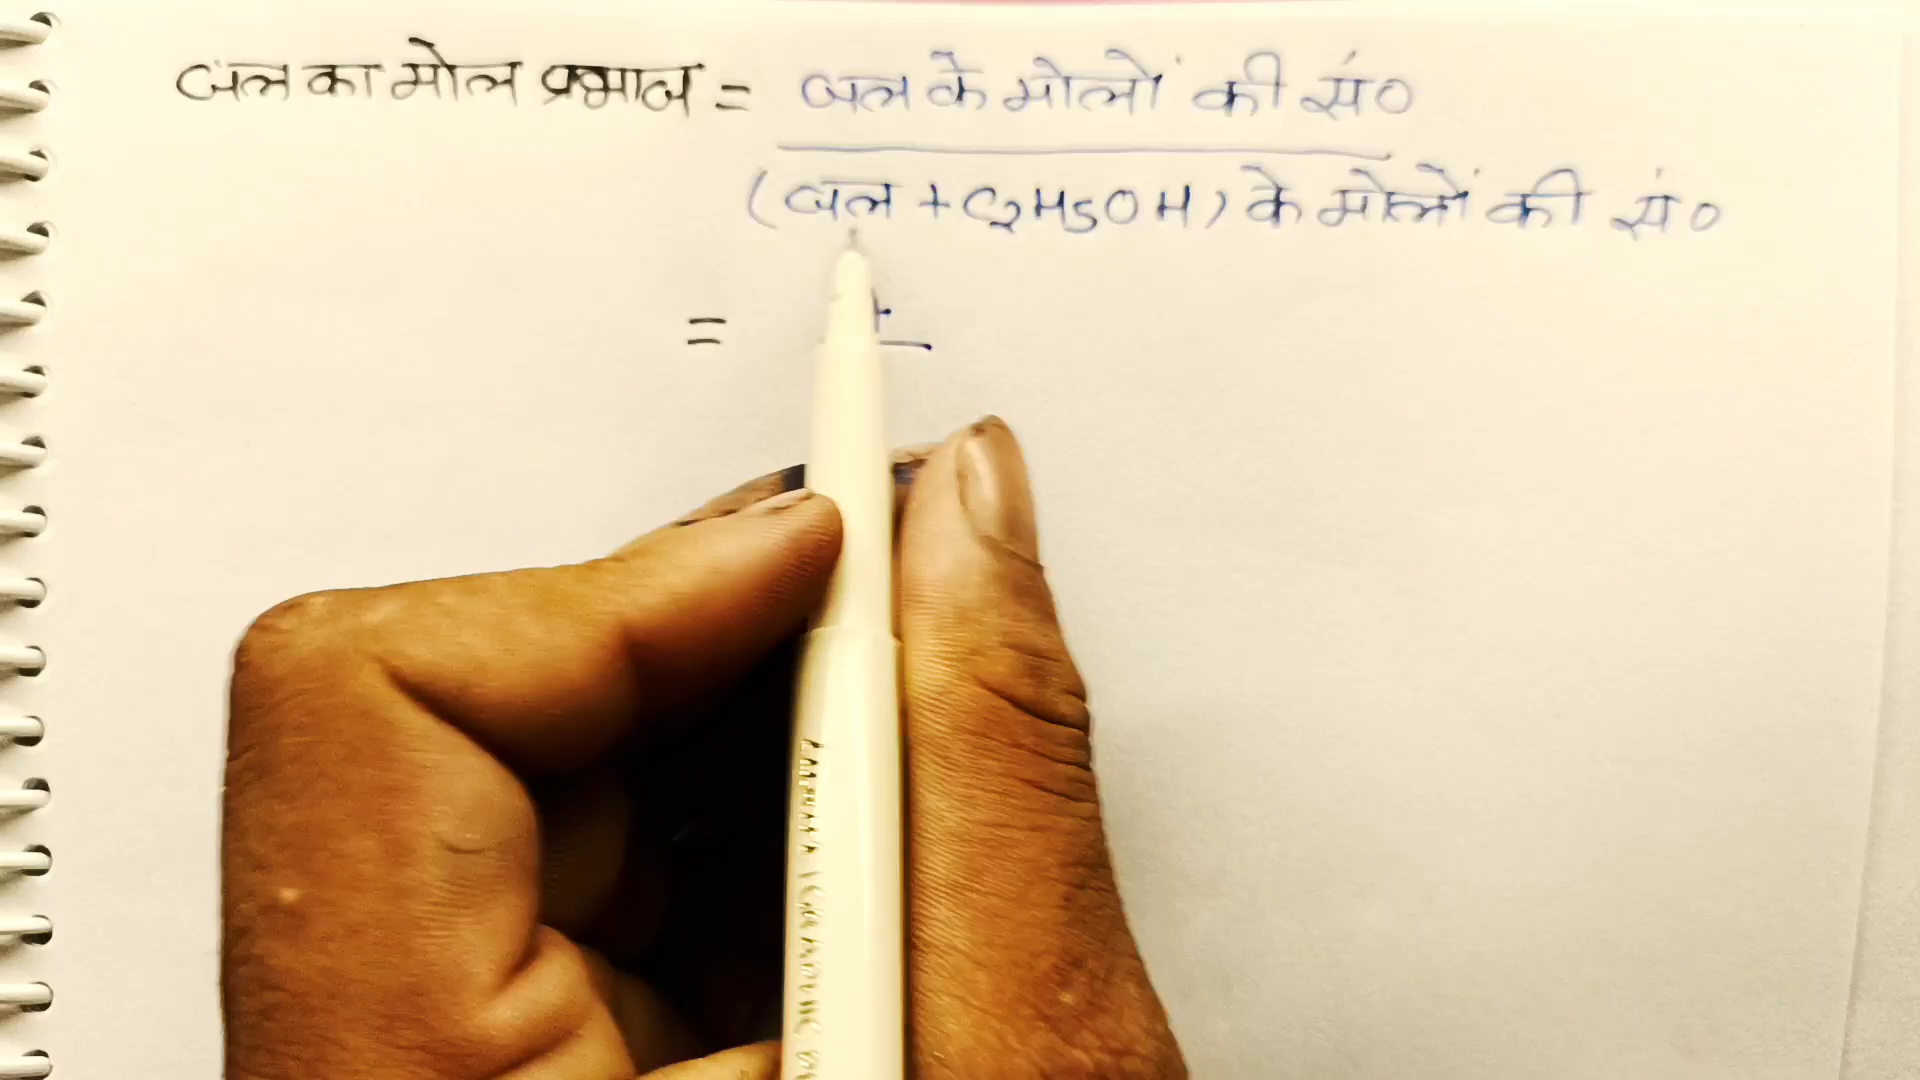 जल का मोल प्रभाज = जल के मोलों की सं०
(जल + C2H5OH) के मोलों की सं०
=